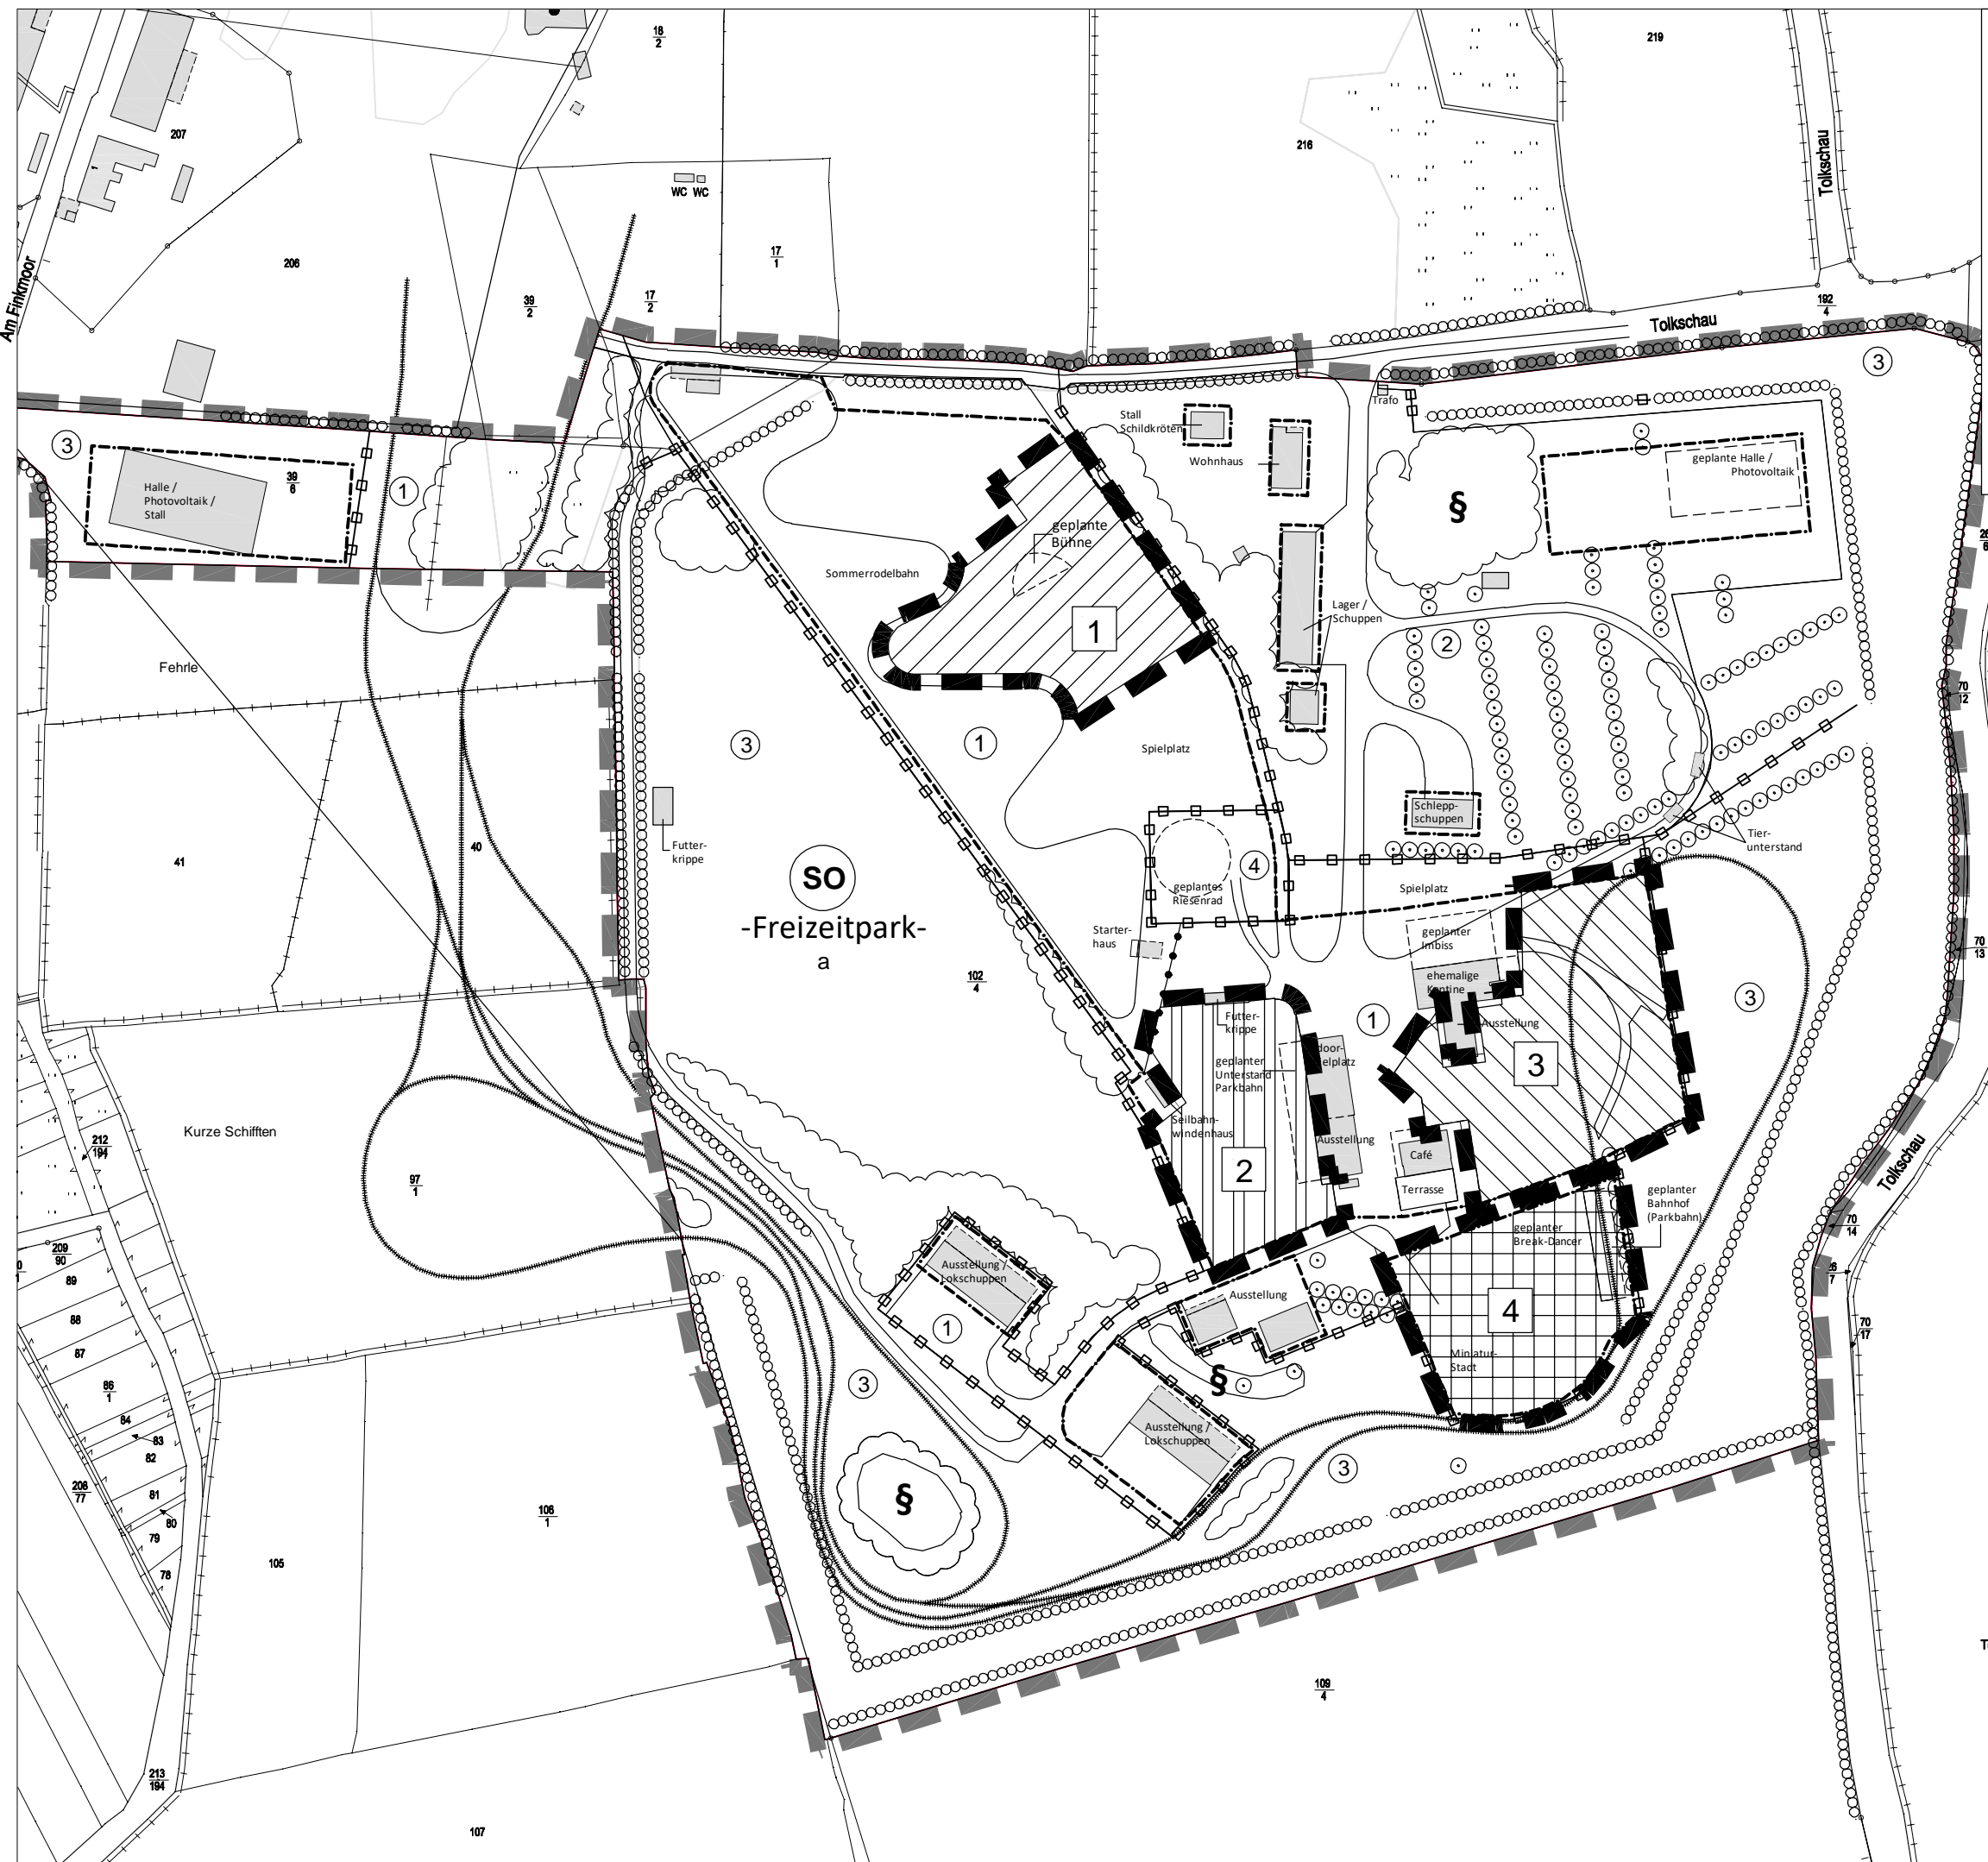 18
2
219
207
1
216
Tolkschau
WC WC
206
17
1
39
2
17
2
Am Finkmoor
192
4
Tolkschau
3
Trafo
Stall
Schildkröten
3
Wohnhaus
geplante Halle /
Photovoltaik
39
6
Halle /
Photovoltaik /
Stall
1
§
geplante
Bühne
Sommerrodelbahn
Lager /
Schuppen
1
2
Fehrle
70
12
3
1
Spielplatz
Schlepp-
schuppen
Tier-
unterstand
41
40
Futter-
krippe
4
SO
-Freizeitpark-
a
geplantes
Riesenrad
Spielplatz
Starter-
haus
geplanter
Imbiss
70
13
102
4
ehemalige
Kantine
3
Futter-
krippe
1
Ausstellung
geplanter
Unterstand
Parkbahn
3
Kurze Schifften
212
194
Seilbahn-
windenhaus
Ausstellung
Café
Tolkschau
97
1
2
Terrasse
geplanter
Bahnhof
(Parkbahn)
70
14
geplanter
Break-Dancer
209
90
89
Ausstellung /
Lokschuppen
26
7
Ausstellung
4
88
1
70
17
87
Miniatur-
Stadt
86
1
3
§
84
83
Ausstellung /
Lokschuppen
82
3
208
77
81
§
80
106
1
79
105
78
109
4
213
194
107